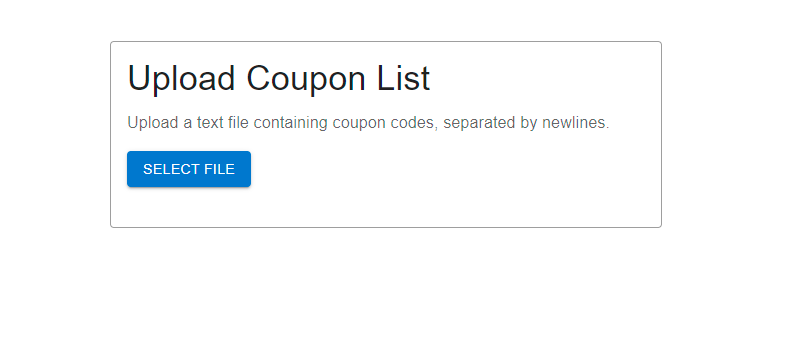 Upload Coupon List
Upload a text file containing coupon codes, separated by newlines.
SELECT FILE